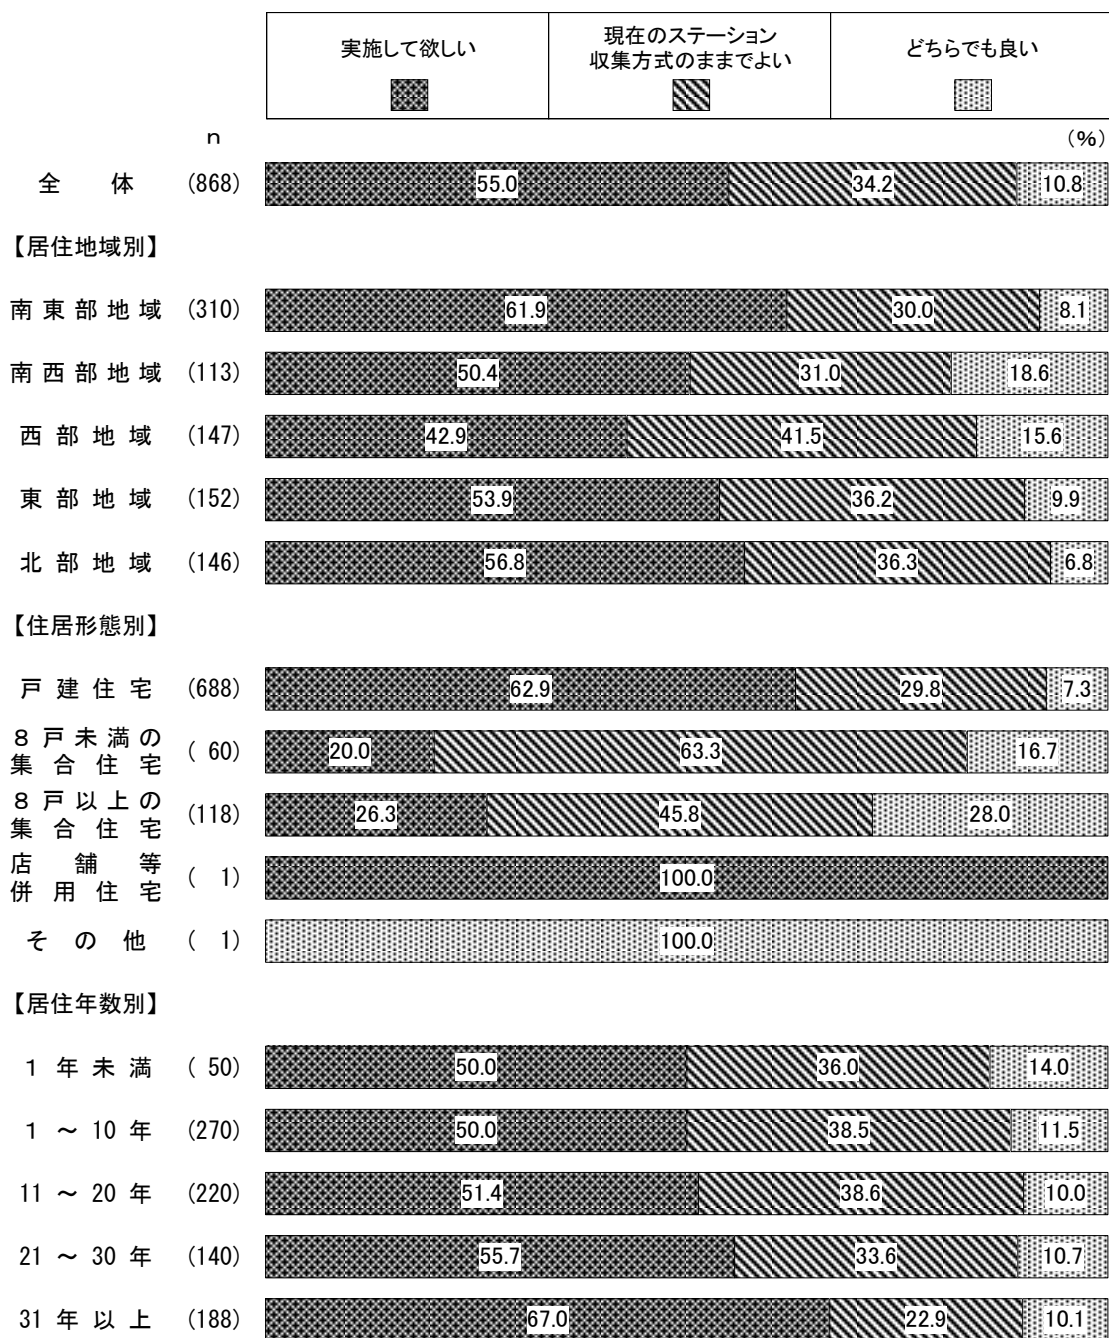 実施して欲しい
現在のステーション
収集方式のままでよい
どちらでも良い
n
(%)
全体 (868) 55.0 34.2 10.8
【居住地域別】
南東部地域 (310) 61.9 30.0 8.1
南西部地域 (113) 50.4 31.0 18.6
西部地域 (147) 42.9 41.5 15.6
東部地域 (152) 53.9 36.2 9.9
北部地域 (146) 56.8 36.3 6.8
【住居形態別】
戸建住宅 (688) 62.9 29.8 7.3
8戸未満の
集合住宅 ( 60) 20.0 63.3 16.7
8戸以上の
集合住宅 (118) 26.3 45.8 28.0
店舗等
併用住宅 ( 1) 100.0
その他 ( 1) 100.0
【居住年数別】
1年未満 ( 50) 50.0 36.0 14.0
1~10年 (270) 50.0 38.5 11.5
11~20年 (220) 51.4 38.6 10.0
21~30年 (140) 55.7 33.6 10.7
31年以上 (188) 67.0 22.9 10.1